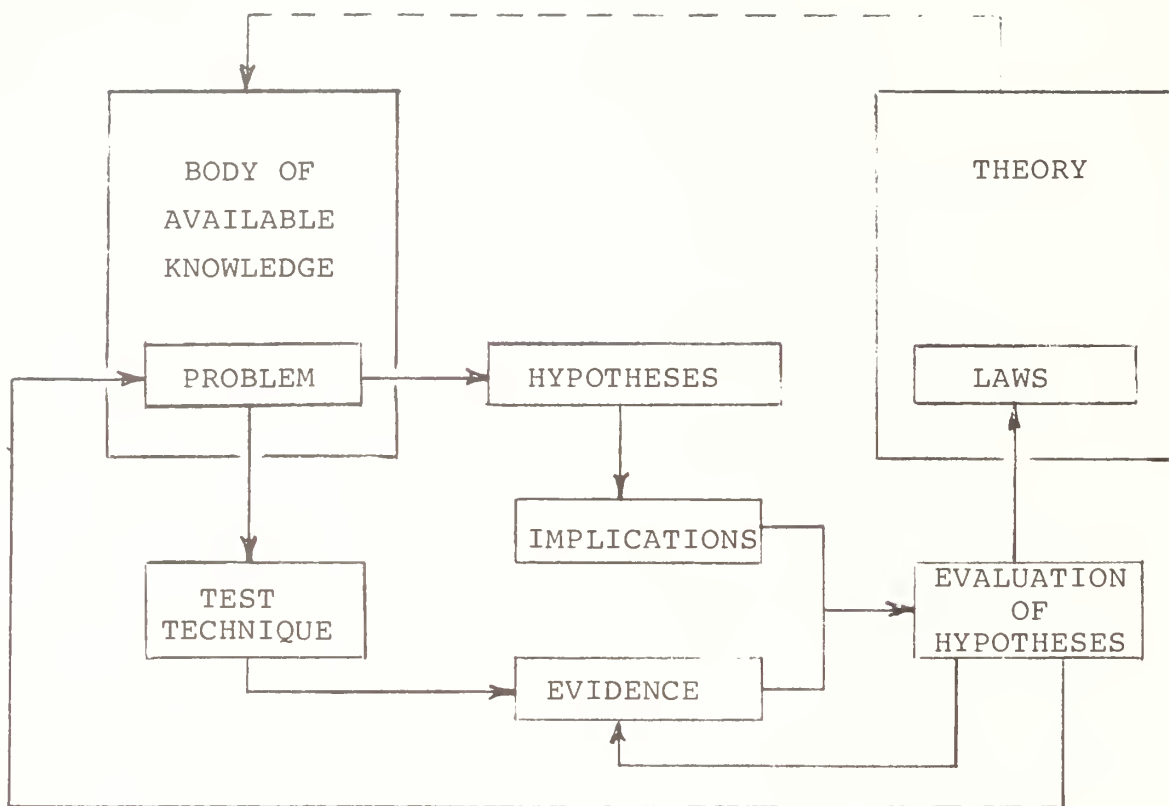 BODY OF
AVAILABLE
KNOWLEDGE
THEORY
PROBLEM
HYPOTHESES
LAWS
IMPLICATIONS
TEST
TECHNIQUE
EVALUATION
OF
HYPOTHESES
EVIDENCE